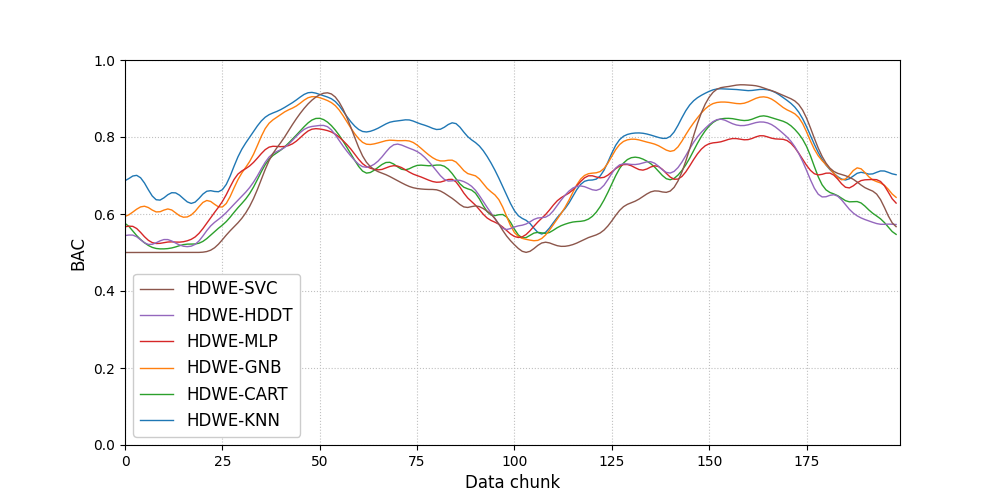 1.0
0.8
0.6
0.4
0.2
0.0
BAC
HDWE-SVC
HDWE-HDDT
HDWE-MLP
HDWE-GNB
HDWE-CART
HDWE-KNN
0 25 50 75 100 125 150 175
Data chunk